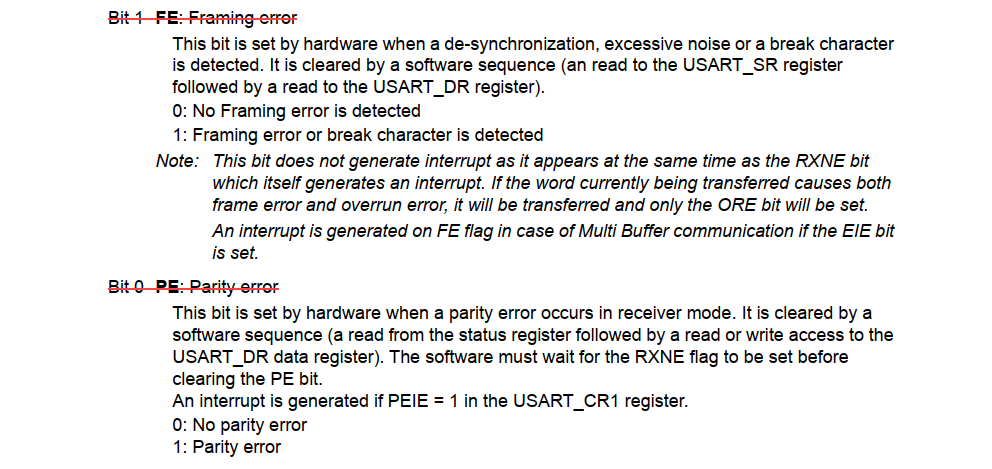 Bit 1 FE: Framing error
This bit is set by hardware when a de-synchronization, excessive noise or a break character
is detected. It is cleared by a software sequence (an read to the USART_SR register
followed by a read to the USART_DR register).
0: No Framing error is detected
1: Framing error or break character is detected
Note: This bit does not generate interrupt as it appears at the same time as the RXNE bit
which itself generates an interrupt. If the word currently being transferred causes both
frame error and overrun error, it will be transferred and only the ORE bit will be set.
An interrupt is generated on FE flag in case of Multi Buffer communication if the EIE bit
is set.
Bit 0 PE: Parity error
This bit is set by hardware when a parity error occurs in receiver mode. It is cleared by a
software sequence (a read from the status register followed by a read or write access to the
USART_DR data register). The software must wait for the RXNE flag to be set before
clearing the PE bit.
An interrupt is generated if PEIE = 1 in the USART_CR1 register.
0: No parity error
1: Parity error